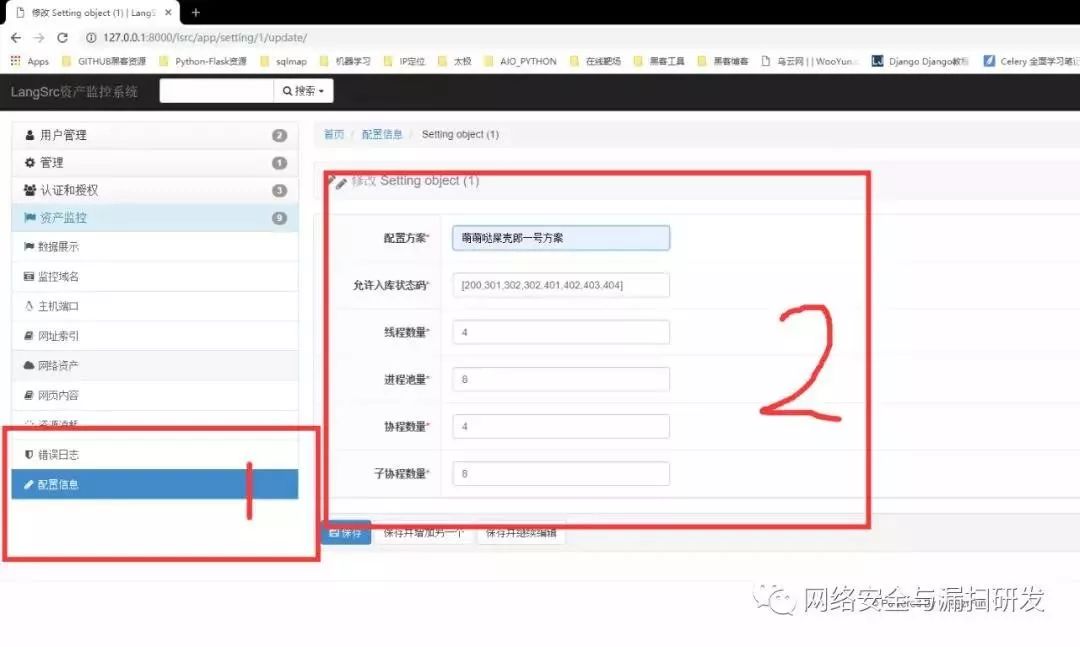 修改 Setting object (1) | LangS
127.0.0.1:8000/lsrc/app/setting/1/update/
Apps GITHUB黑客资源 Python-Flask资源 sqlmap 机器学习 IP定位 太极 AIO_PYTHON 在线靶场 黑客工具 黑客博客 乌云网 | | WooYun Django Django教程 Celery 全面学习笔记
LangSrc资产监控系统 搜索
用户管理 2
管理 1
认证和授权 3
资产监控 9
数据展示
监控域名
主机端口
网址索引
网络资产
网页内容
资源消耗
错误日志
配置信息
1
首页 / 配置信息 / Setting object (1)
修改 Setting object (1)
配置方案* 萌萌哒屎壳郎一号方案
允许入库状态码* [200,301,302,302,401,402,403,404]
线程数量* 4
进程池量* 8
协程数量* 4
子协程数量* 8
2
保存 保存并增加另一个 保存并继续编辑
网络安全与漏扫研发